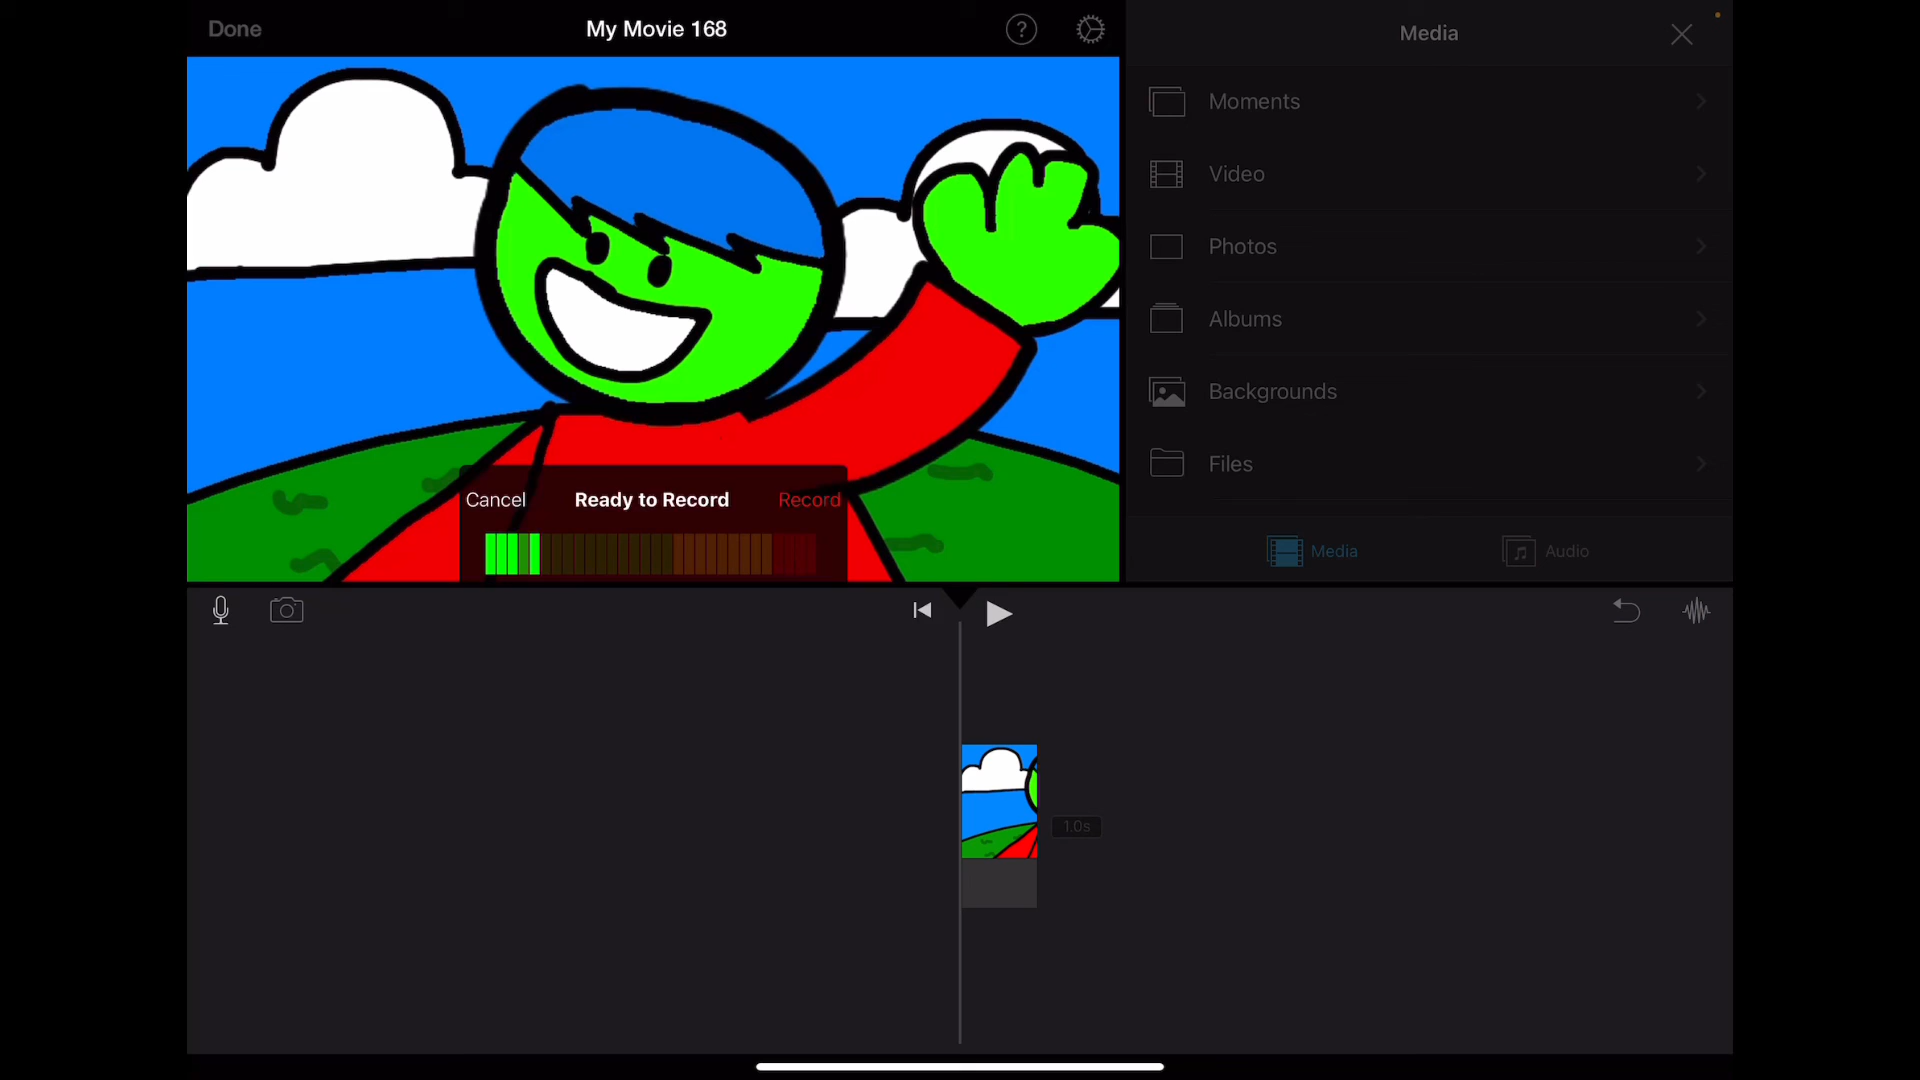 Done
My Movie 168
?
Media
Moments
Video
Photos
Albums
Backgrounds
Files
Cancel
Ready to Record
Record
Media
Audio
1.0s